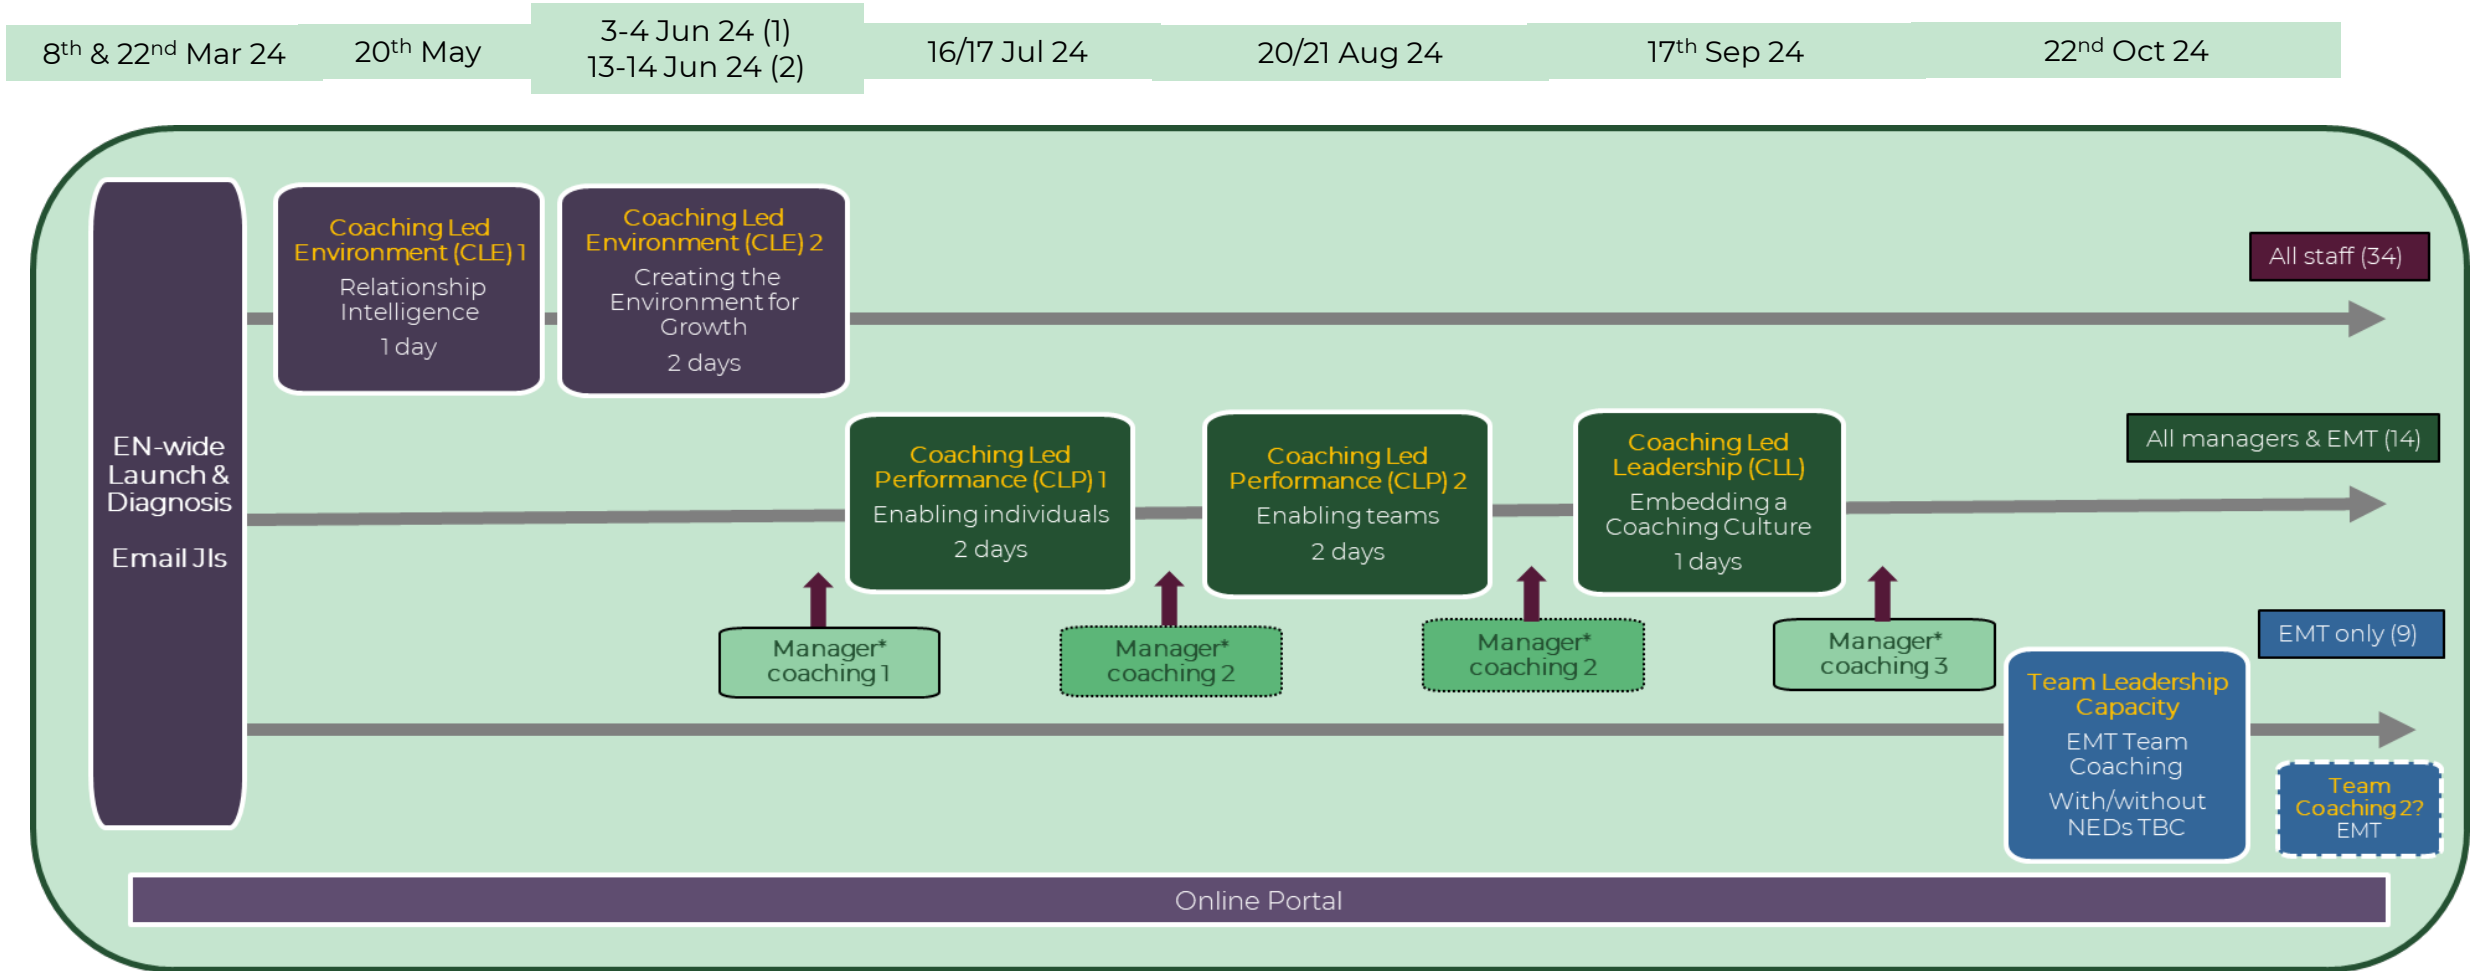 8th & 22nd Mar 24
20th May
3-4 Jun 24 (1)
13-14 Jun 24 (2)
16/17 Jul 24
20/21 Aug 24
17th Sep 24
22nd Oct 24
EN-wide
Launch &
Diagnosis
Email JIs
Coaching Led
Environment (CLE) 1
Relationship
Intelligence
1 day
Coaching Led
Environment (CLE) 2
Creating the
Environment for
Growth
2 days
All staff (34)
Coaching Led
Performance (CLP) 1
Enabling individuals
2 days
Coaching Led
Performance (CLP) 2
Enabling teams
2 days
Coaching Led
Leadership (CLL)
Embedding a
Coaching Culture
1 days
All managers & EMT (14)
Manager*
coaching 1
Manager*
coaching 2
Manager*
coaching 2
Manager*
coaching 3
EMT only (9)
Team Leadership
Capacity
EMT Team
Coaching
With/without
NEDs TBC
Team
Coaching 2?
EMT
Online Portal